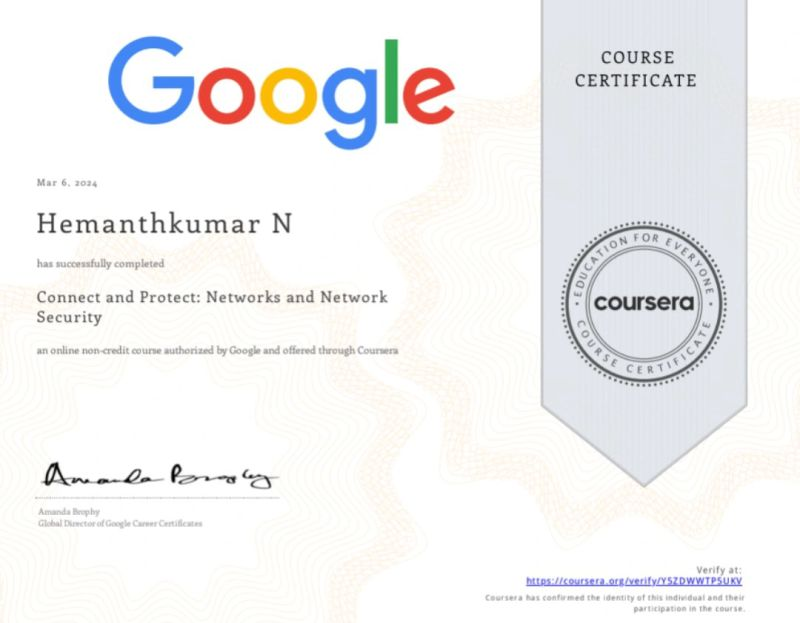 Google
COURSE
CERTIFICATE
Mar 6, 2024
Hemanthkumar N
has successfully completed
Connect and Protect: Networks and Network
Security
an online non-credit course authorized by Google and offered through Coursera
EDUCATION FOR EVERYONE
coursera
COURSE CERTIFICATE
Amanda Brophy
Amanda Brophy
Global Director of Google Career Certificates
Verify at:
https://coursera.org/verify/Y5ZDWWTP5UKV
Coursera has confirmed the identity of this individual and their
participation in the course.